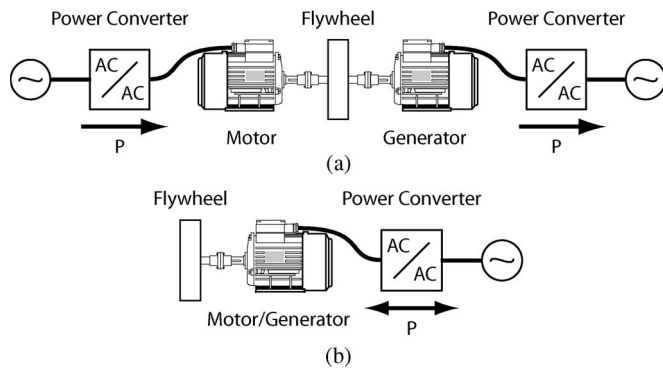 Power Converter Flywheel Power Converter
AC AC
AC AC
P Motor Generator P
(a)
Flywheel Power Converter
AC
AC
Motor/Generator P
(b)